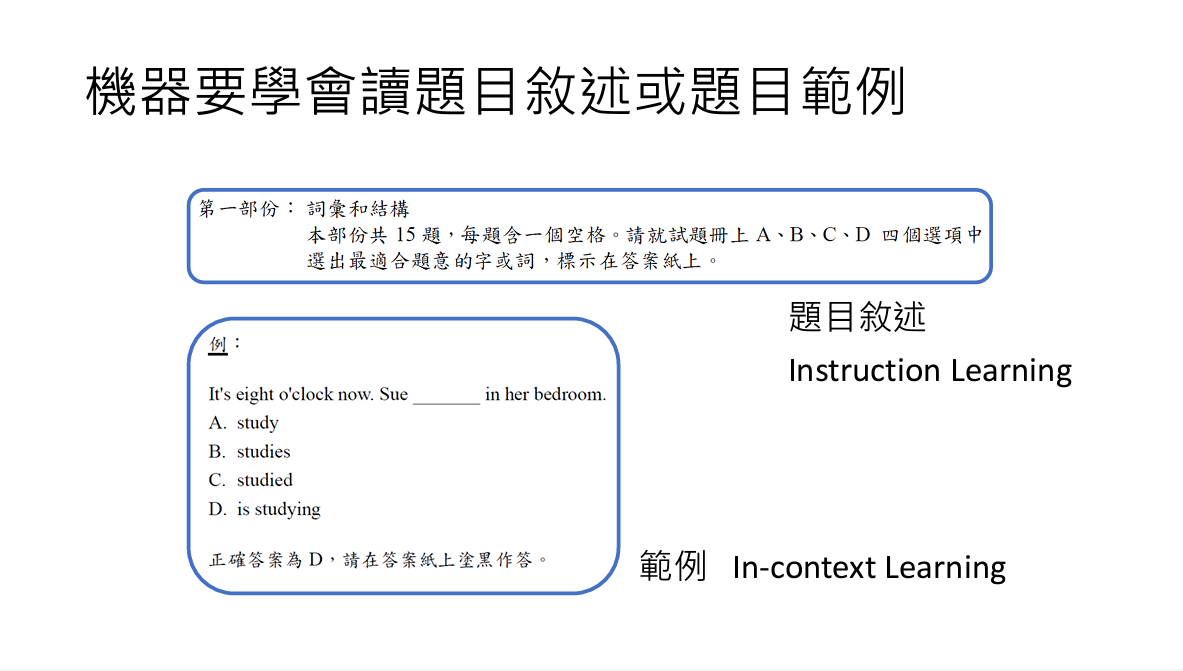 機器要學會讀題目敘述或題目範例
第一部份： 詞彙和結構
本部份共 15 題，每題含一個空格。請就試題冊上 A、B、C、D 四個選項中
選出最適合題意的字或詞，標示在答案紙上。
題目敘述
Instruction Learning
例：
It's eight o'clock now. Sue _______ in her bedroom.
A. study
B. studies
C. studied
D. is studying
正確答案為 D，請在答案紙上塗黑作答。
範例 In-context Learning